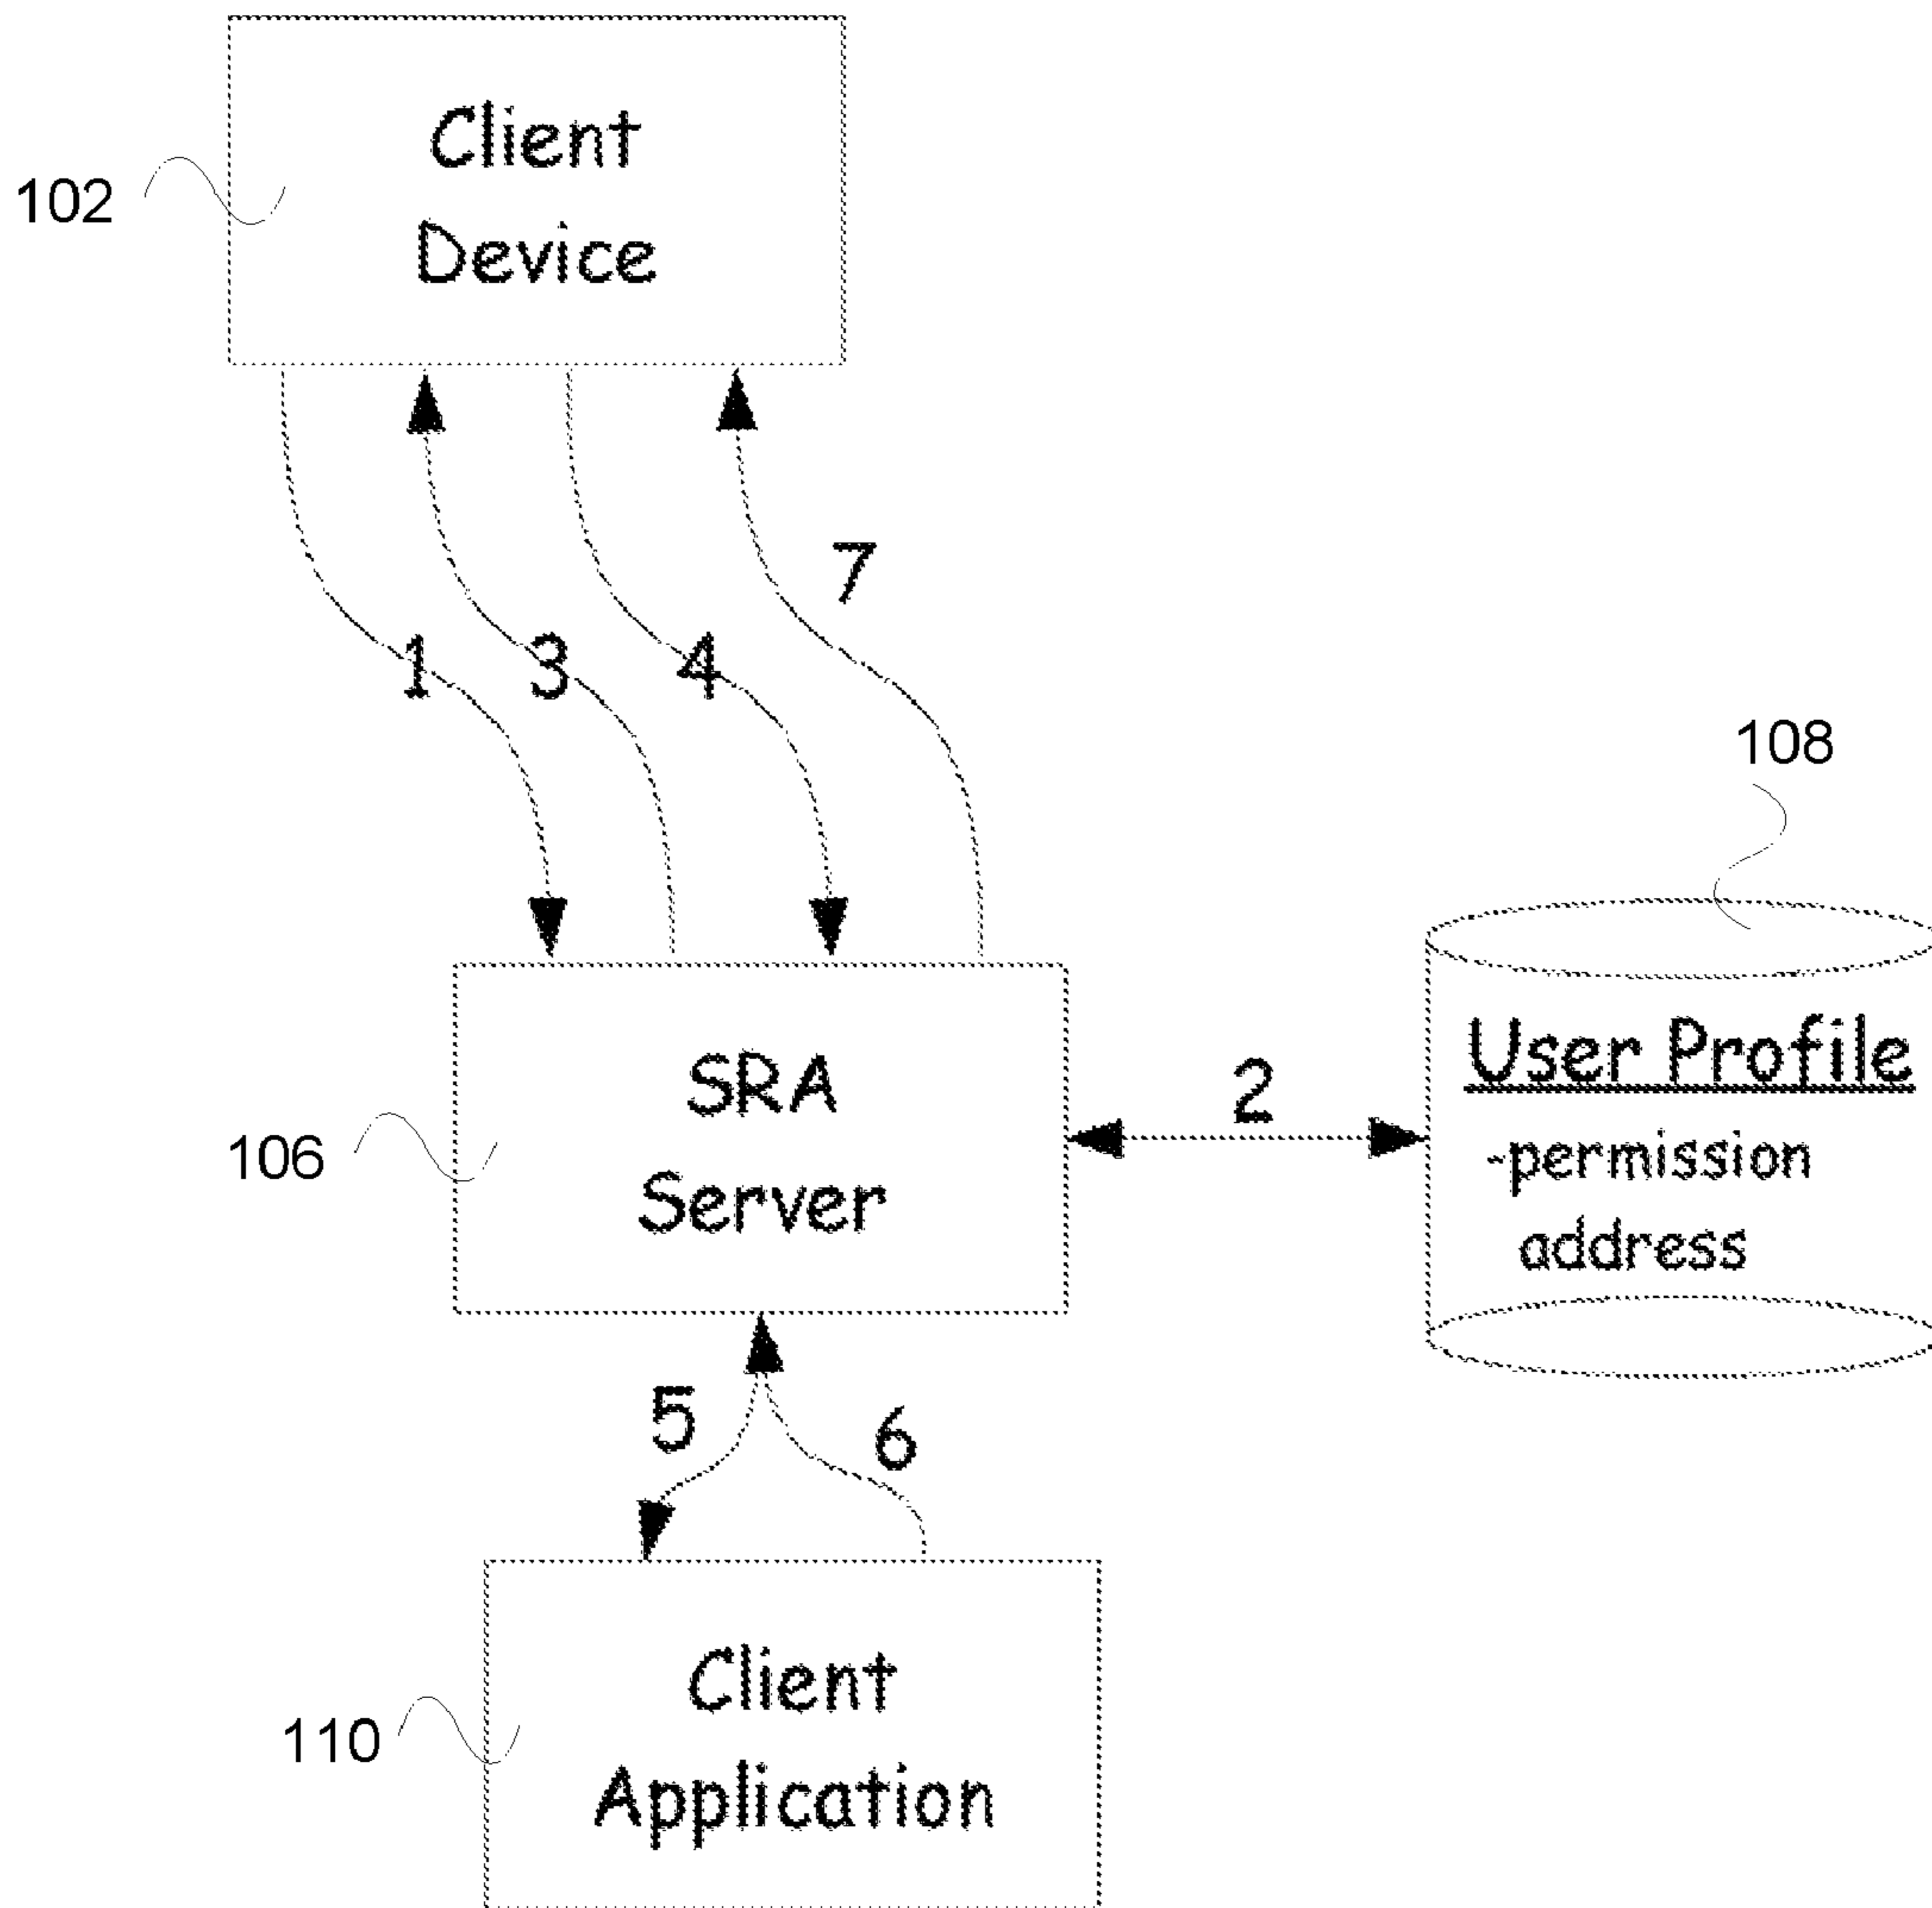 Client
Device
102
7
1
3
4
108
SRA
Server
106
2
User Profile
-permission
address
5
6
Client
Application
110